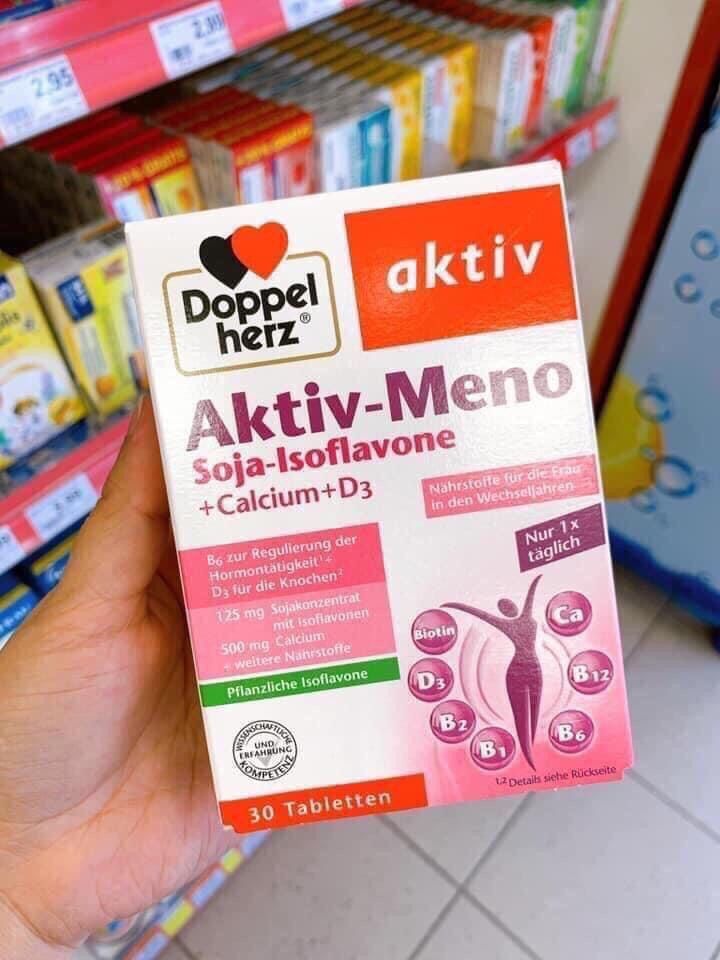 2.99
2.95
Doppel
herz®
aktiv
Aktiv-Meno
Soja-Isoflavone
+Calcium+D3
Nährstoffe für die Frau
in den Wechseljahren
Nur 1x
täglich
B6 zur Regulierung der
Hormontätigkeit¹ +
D3 für die Knochen²
125 mg Sojakonzentrat
mit Isoflavonen
500 mg Calcium
+ weitere Nährstoffe
Pflanzliche Isoflavone
Biotin
D3
B2
B1
B6
B12
Ca
WISSENSCHAFTLICHE
UND
ERFAHRUNG
KOMPETENZ
1,2 Details siehe Rückseite
30 Tabletten